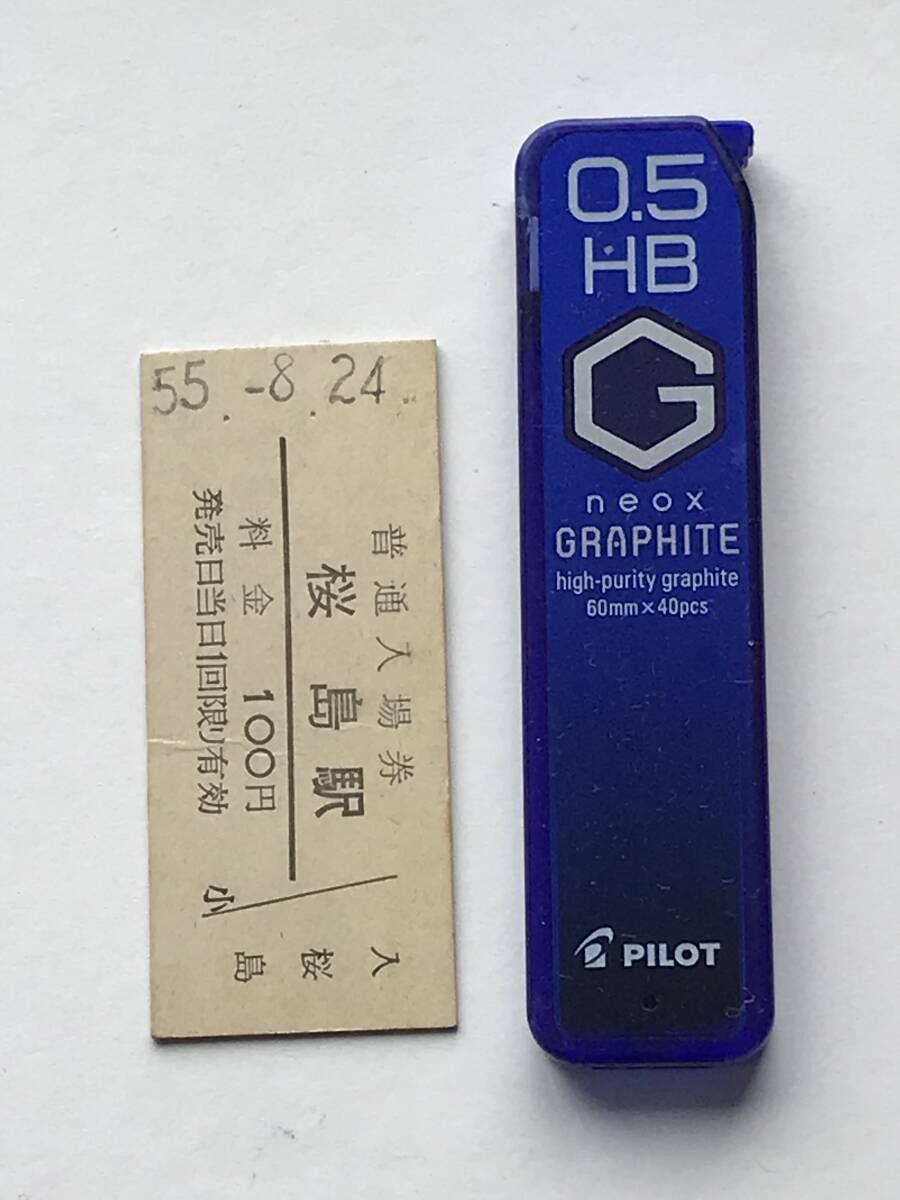 55.-8.24
普通入場券
桜島駅
料金 100円
発売日当日1回限り有効
小
入
桜
島
0.5
HB
G
neox
GRAPHITE
high-purity graphite
60mm×40pcs
PILOT